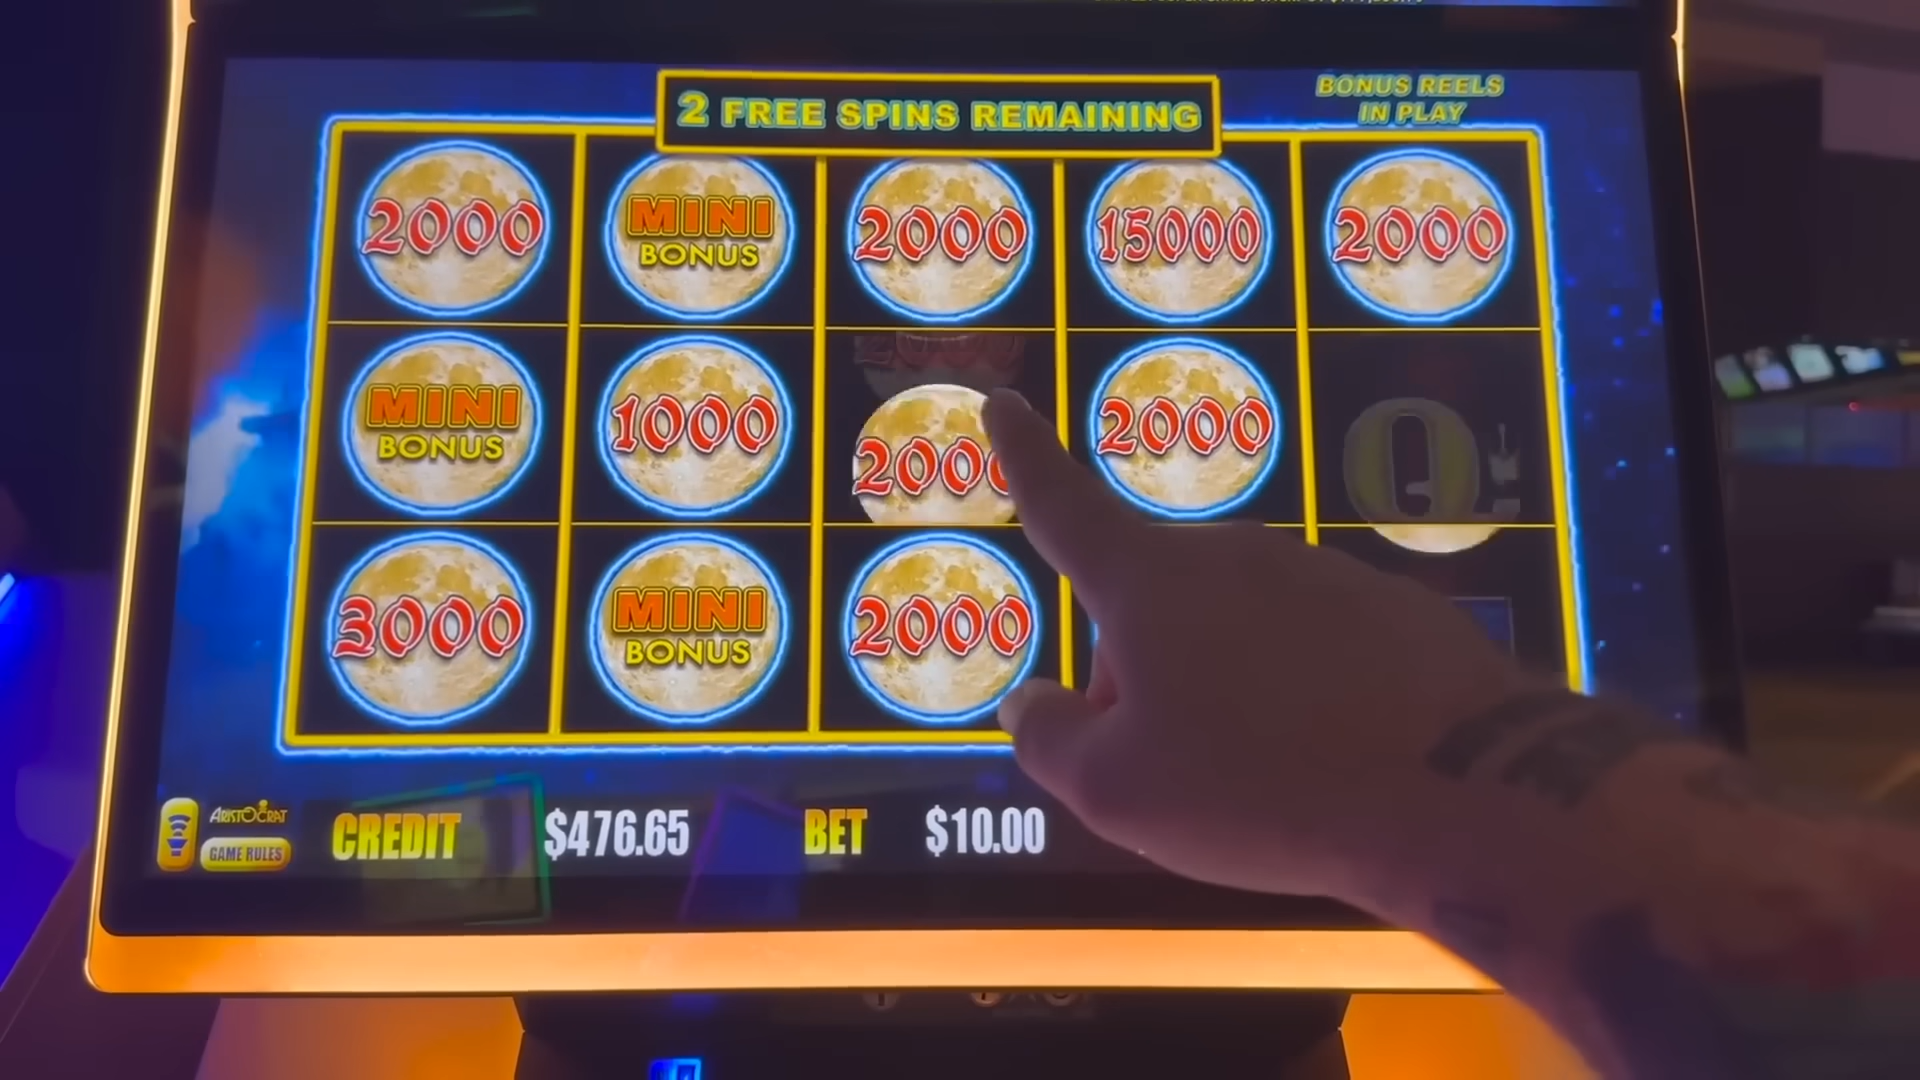 2 FREE SPINS REMAINING
BONUS REELS
IN PLAY
2000
MINI
BONUS
2000
15000
2000
MINI
BONUS
1000
2000
2000
Q
3000
MINI
BONUS
2000
ARISTOCRAT
GAME RULES
CREDIT
$476.65
BET
$10.00